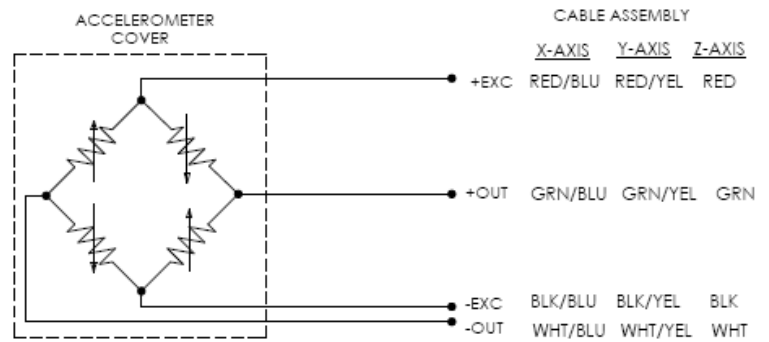 ACCELEROMETER
COVER
CABLE ASSEMBLY
X-AXIS Y-AXIS Z-AXIS
+EXC RED/BLU RED/YEL RED
+OUT GRN/BLU GRN/YEL GRN
-EXC BLK/BLU BLK/YEL BLK
-OUT WHT/BLU WHT/YEL WHT